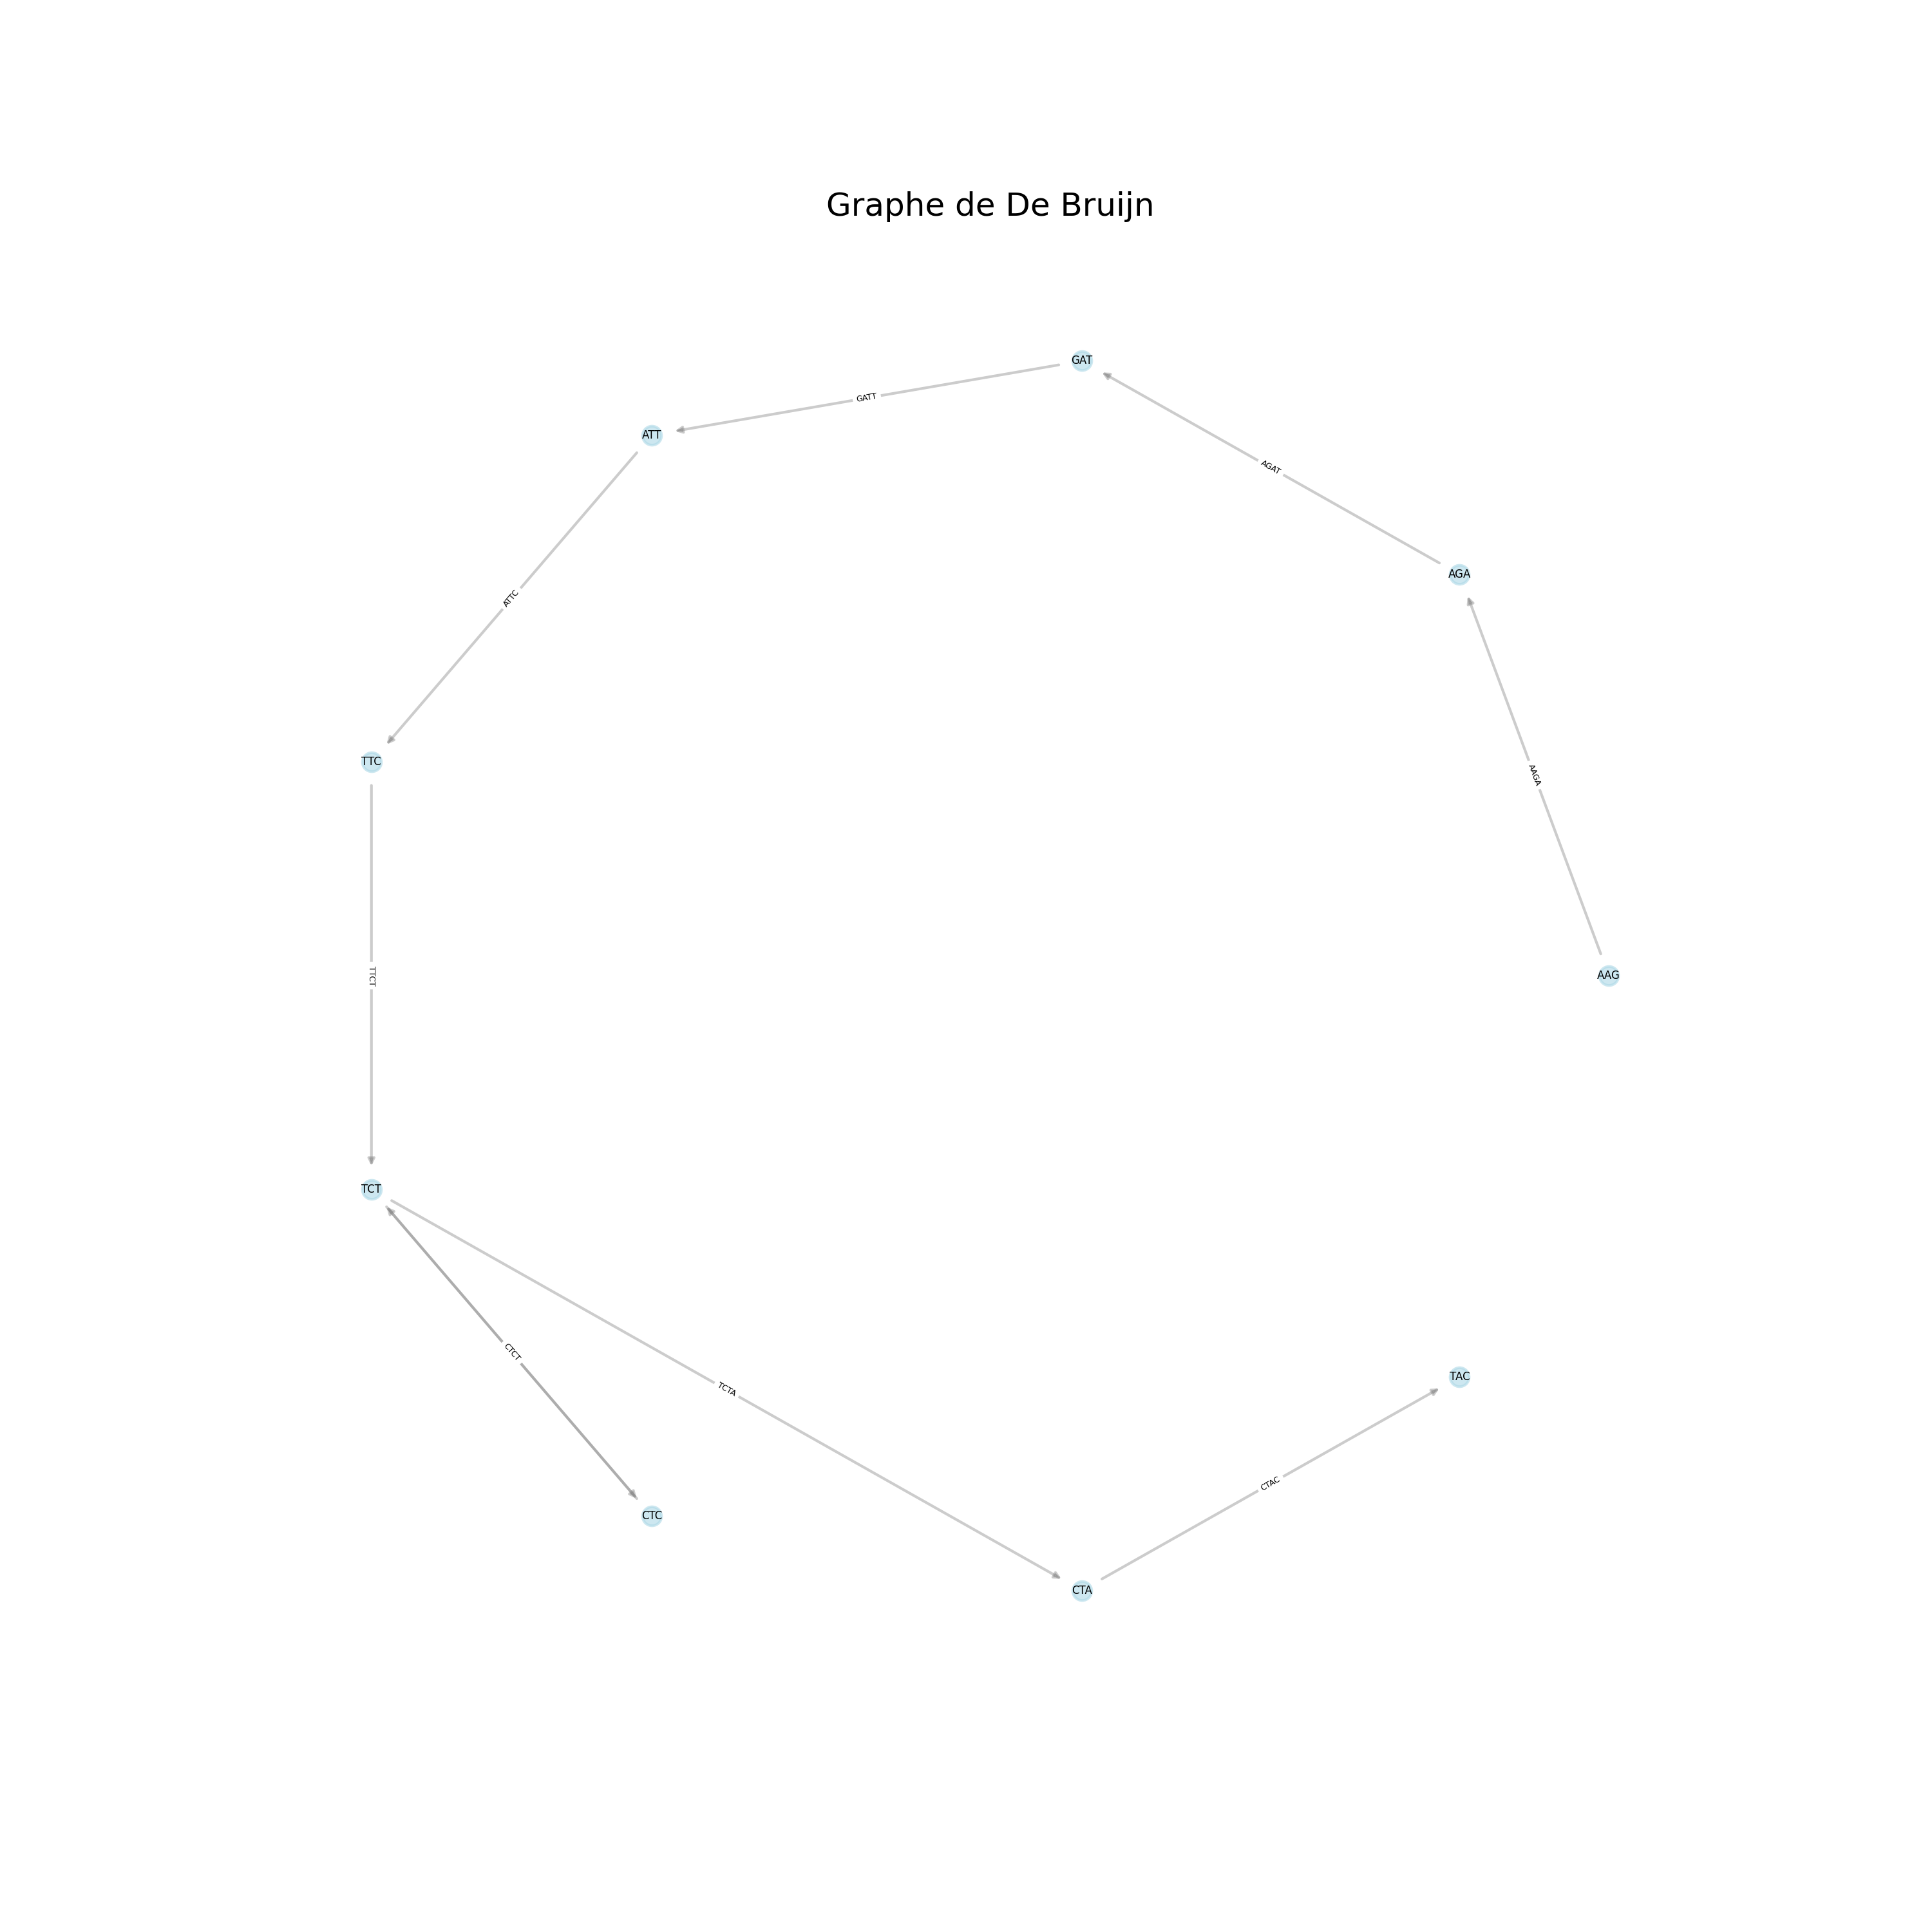 Graphe de De Bruijn
GAT
GATT
ATT
AGAT
AGA
ATTC
TTC
AAGA
AAG
TTCT
TCT
CTCT
TCTA
TAC
CTAC
CTC
CTA